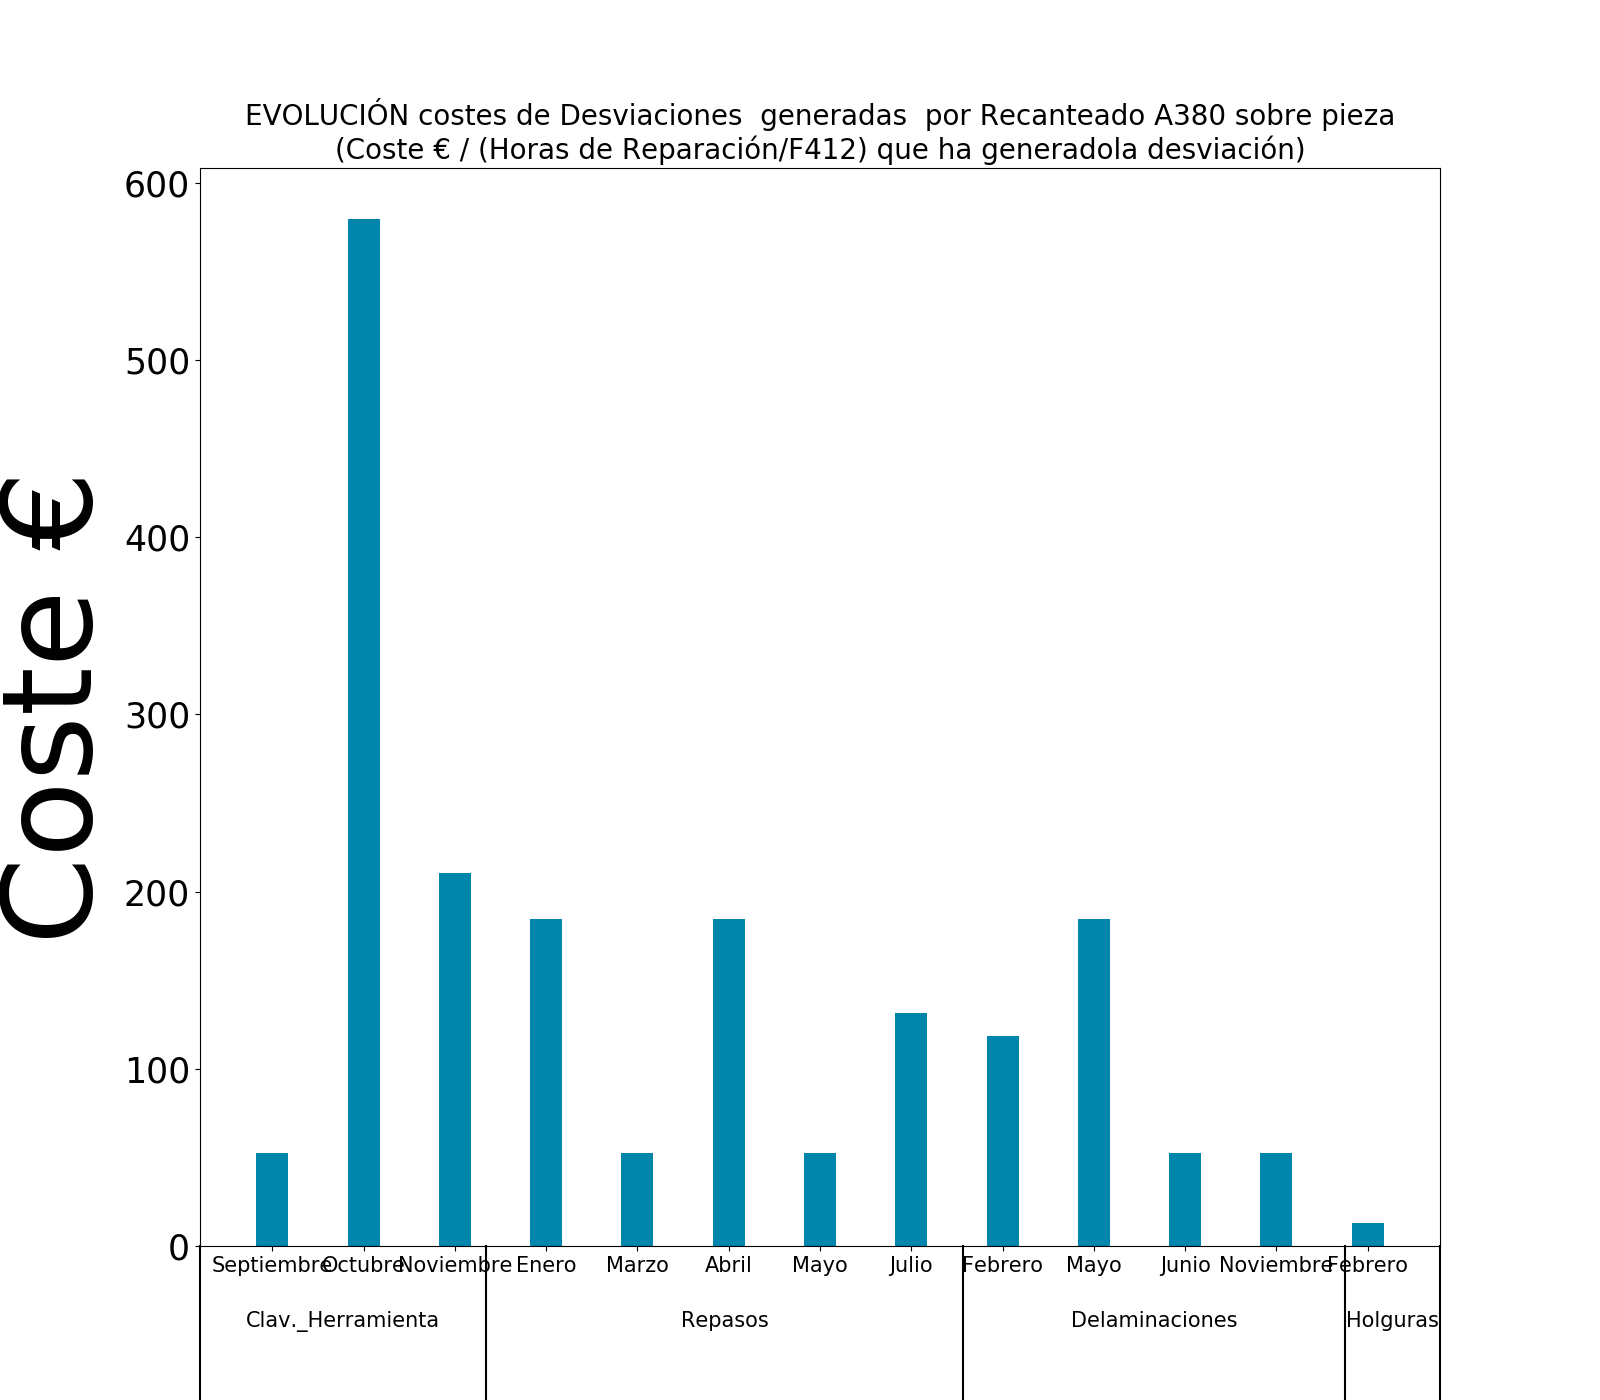 EVOLUCIÓN costes de Desviaciones  generadas  por Recanteado A380 sobre pieza
(Coste € / (Horas de Reparación/F412) que ha generadola desviación)
Coste €
600
500
400
300
200
100
0
Septiembre Octubre Noviembre Enero Marzo Abril Mayo Julio Febrero Mayo Junio Noviembre Febrero
Clav._Herramienta Repasos Delaminaciones Holguras